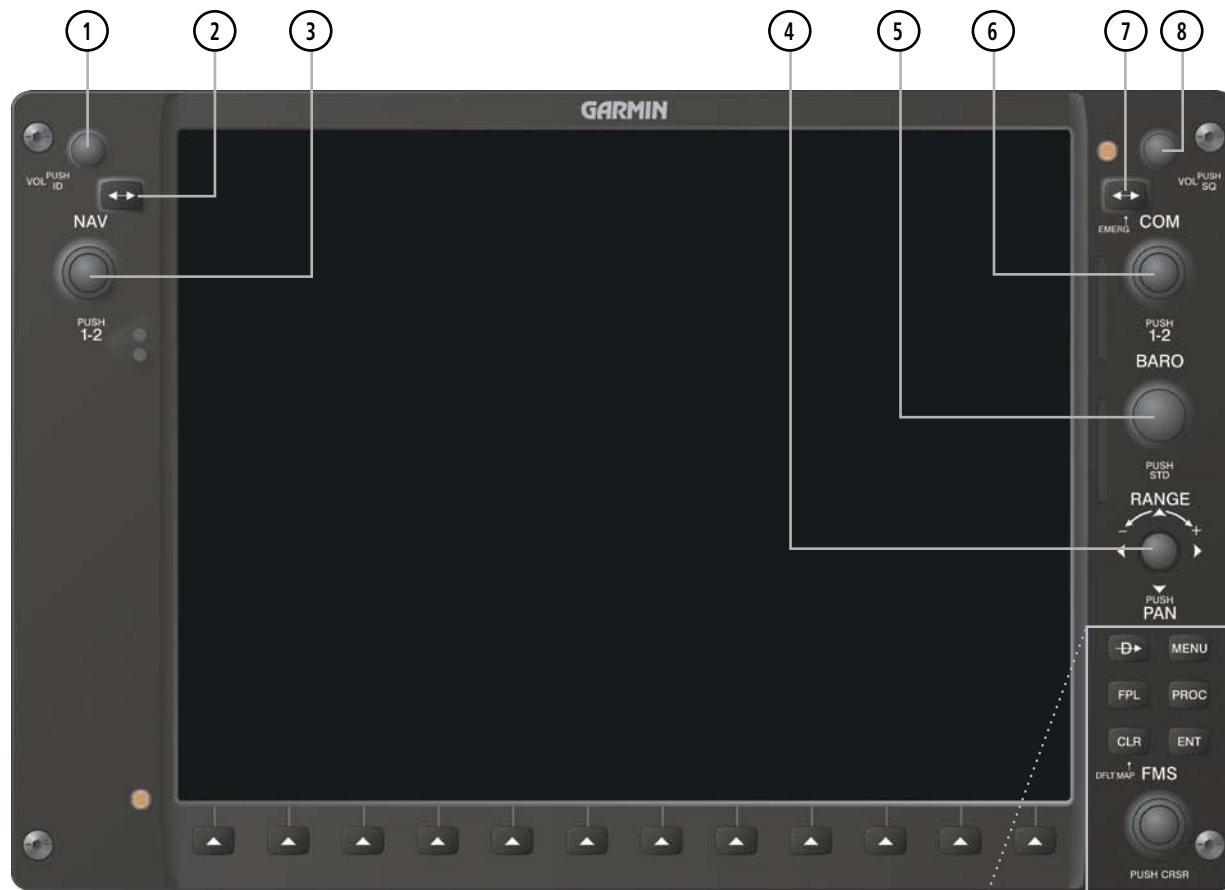 1 2 3 4 5 6 7 8
GARMIN
VOL PUSH ID
NAV
PUSH
1-2
VOL PUSH SQ
EMERG COM
PUSH
1-2
BARO
PUSH
STD
RANGE
- +
PUSH
PAN
D MENU
FPL PROC
CLR ENT
DFLT MAP FMS
PUSH CRSR